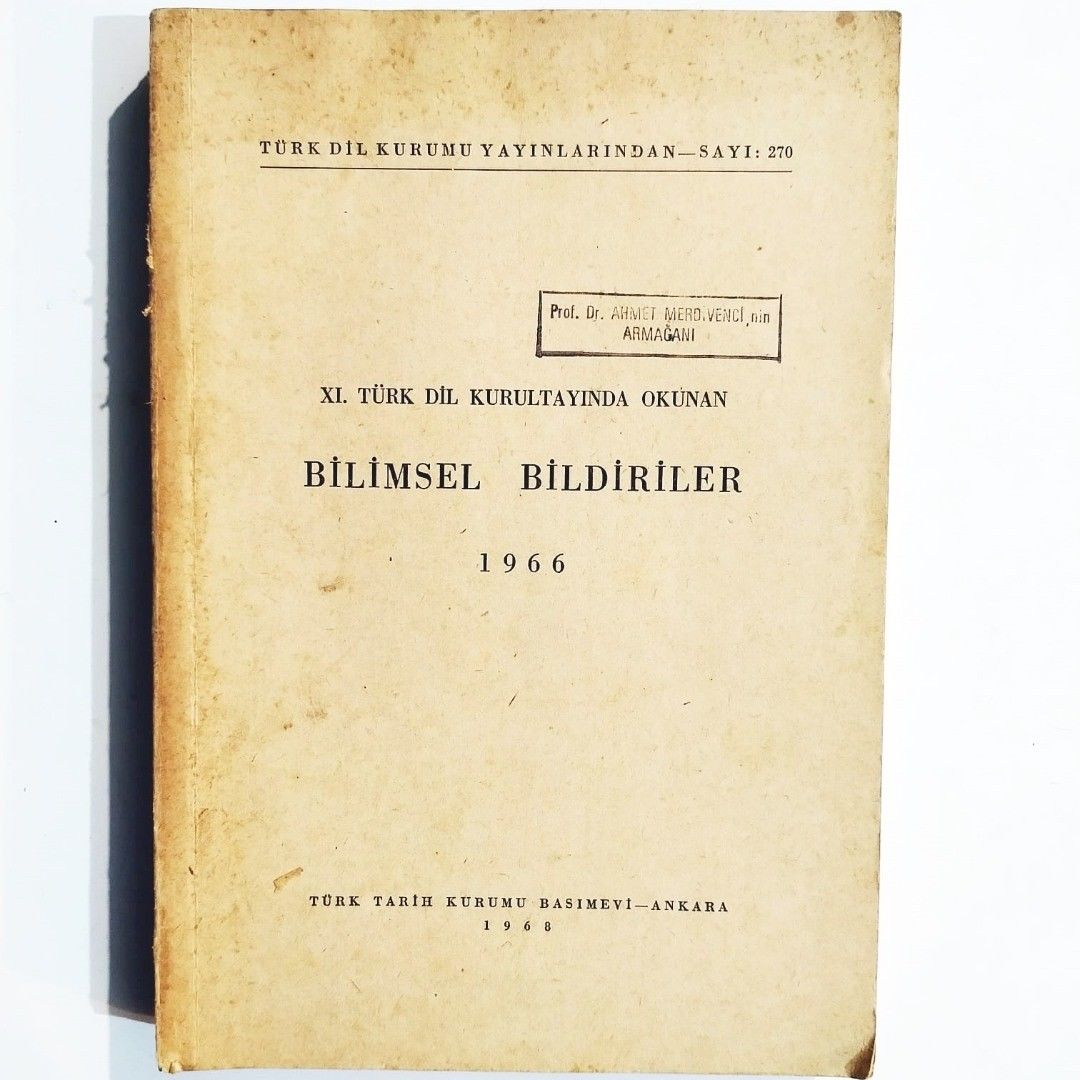 TÜRK DİL KURUMU YAYINLARINDAN—SAYI: 270
Prof. Dr. AHMET MERDİVENCİ,nin
ARMAĞANI
XI. TÜRK DİL KURULTAYINDA OKUNAN
BİLİMSEL BİLDİRİLER
1966
TÜRK TARİH KURUMU BASIMEVİ—ANKARA
1968